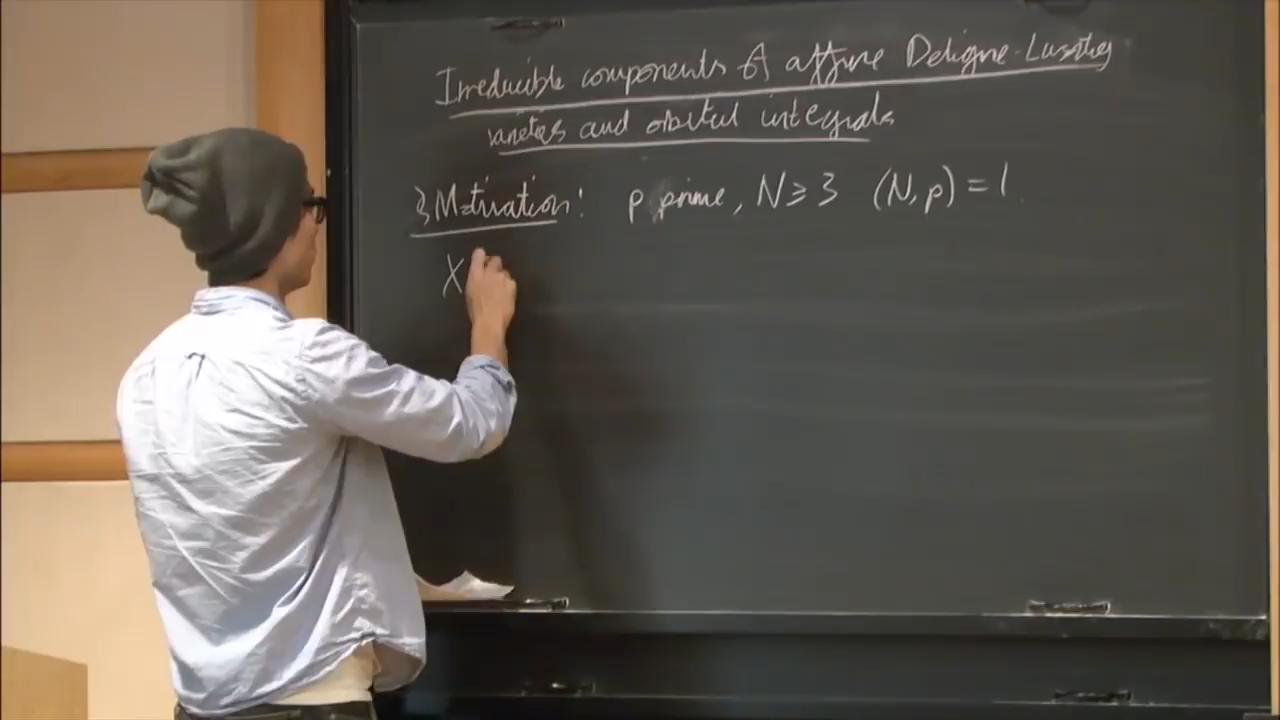 Irreducible components of affine Deligne-Lusztig
varieties and orbital integrals
§ Motivation: p prime, N ≥ 3 (N, p) = 1
X